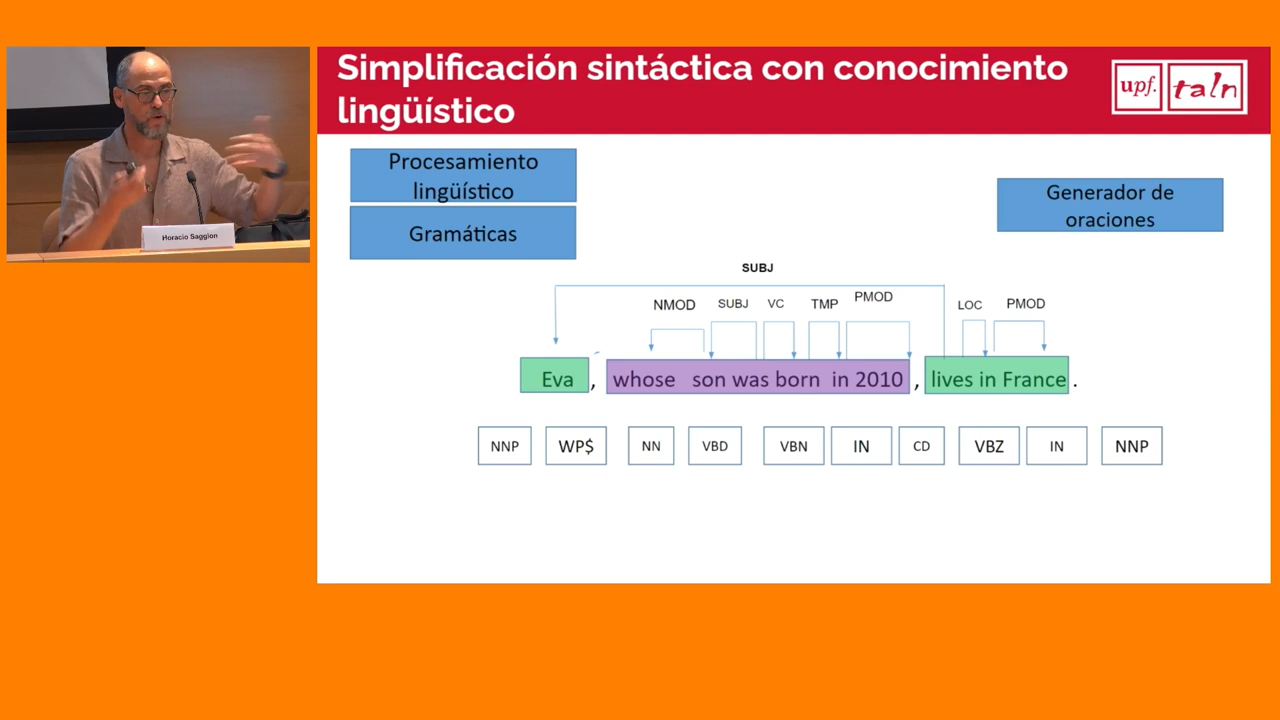 Simplificación sintáctica con conocimiento
lingüístico
upf. taln
Procesamiento
lingüístico
Gramáticas
Generador de
oraciones
Horacio Saggion
SUBJ
NMOD SUBJ VC TMP PMOD LOC PMOD
Eva , whose son was born in 2010 , lives in France .
NNP WP$ NN VBD VBN IN CD VBZ IN NNP